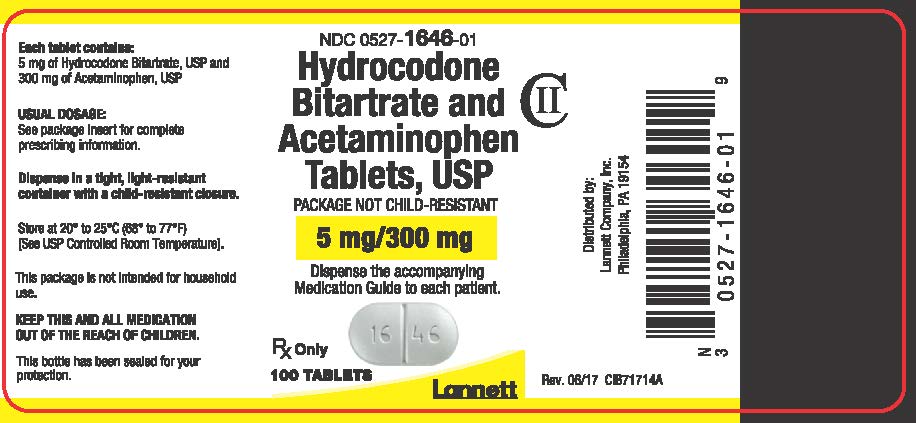 Each tablet contains:
5 mg of Hydrocodone Bitartrate, USP and
300 mg of Acetaminophen, USP
USUAL DOSAGE:
See package insert for complete
prescribing information.
Dispense in a tight, light-resistant
container with a child-resistant closure.
Store at 20° to 25°C (68° to 77°F)
[See USP Controlled Room Temperature].
This package is not intended for household
use.
KEEP THIS AND ALL MEDICATION
OUT OF THE REACH OF CHILDREN.
This bottle has been sealed for your
protection.
NDC 0527-1646-01
Hydrocodone
Bitartrate and
Acetaminophen
Tablets, USP
CII
PACKAGE NOT CHILD-RESISTANT
5 mg/300 mg
Dispense the accompanying
Medication Guide to each patient.
16 46
Rx Only
100 TABLETS
Lannett
Distributed by:
Lannett Company, Inc.
Philadelphia, PA 19154
Rev. 06/17 CIB71714A
N
3 0527-1646-01 9